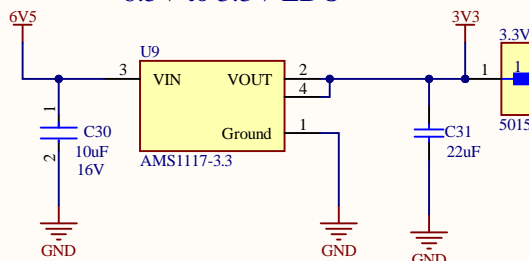 6V5
3V3
U9
3.3V
3
VIN
VOUT
2
4
1
1
Ground
1
1
C30
10uF
16V
2
AMS1117-3.3
C31
22uF
5015
GND
GND
GND